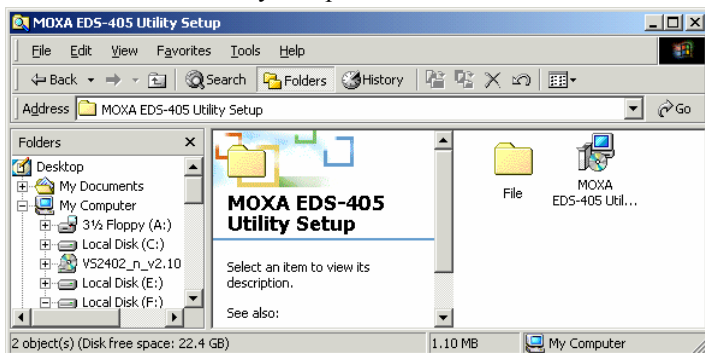 MOXA EDS-405 Utility Setup
File Edit View Favorites Tools Help
Back Search Folders History
Address MOXA EDS-405 Utility Setup Go
Folders x
Desktop
My Documents
My Computer
3½ Floppy (A:)
Local Disk (C:)
VS2402_n_v2.10
Local Disk (E:)
Local Disk (F:)
MOXA EDS-405
Utility Setup
Select an item to view its
description.
See also:
File
MOXA
EDS-405 Util...
2 object(s) (Disk free space: 22.4 GB) 1.10 MB My Computer